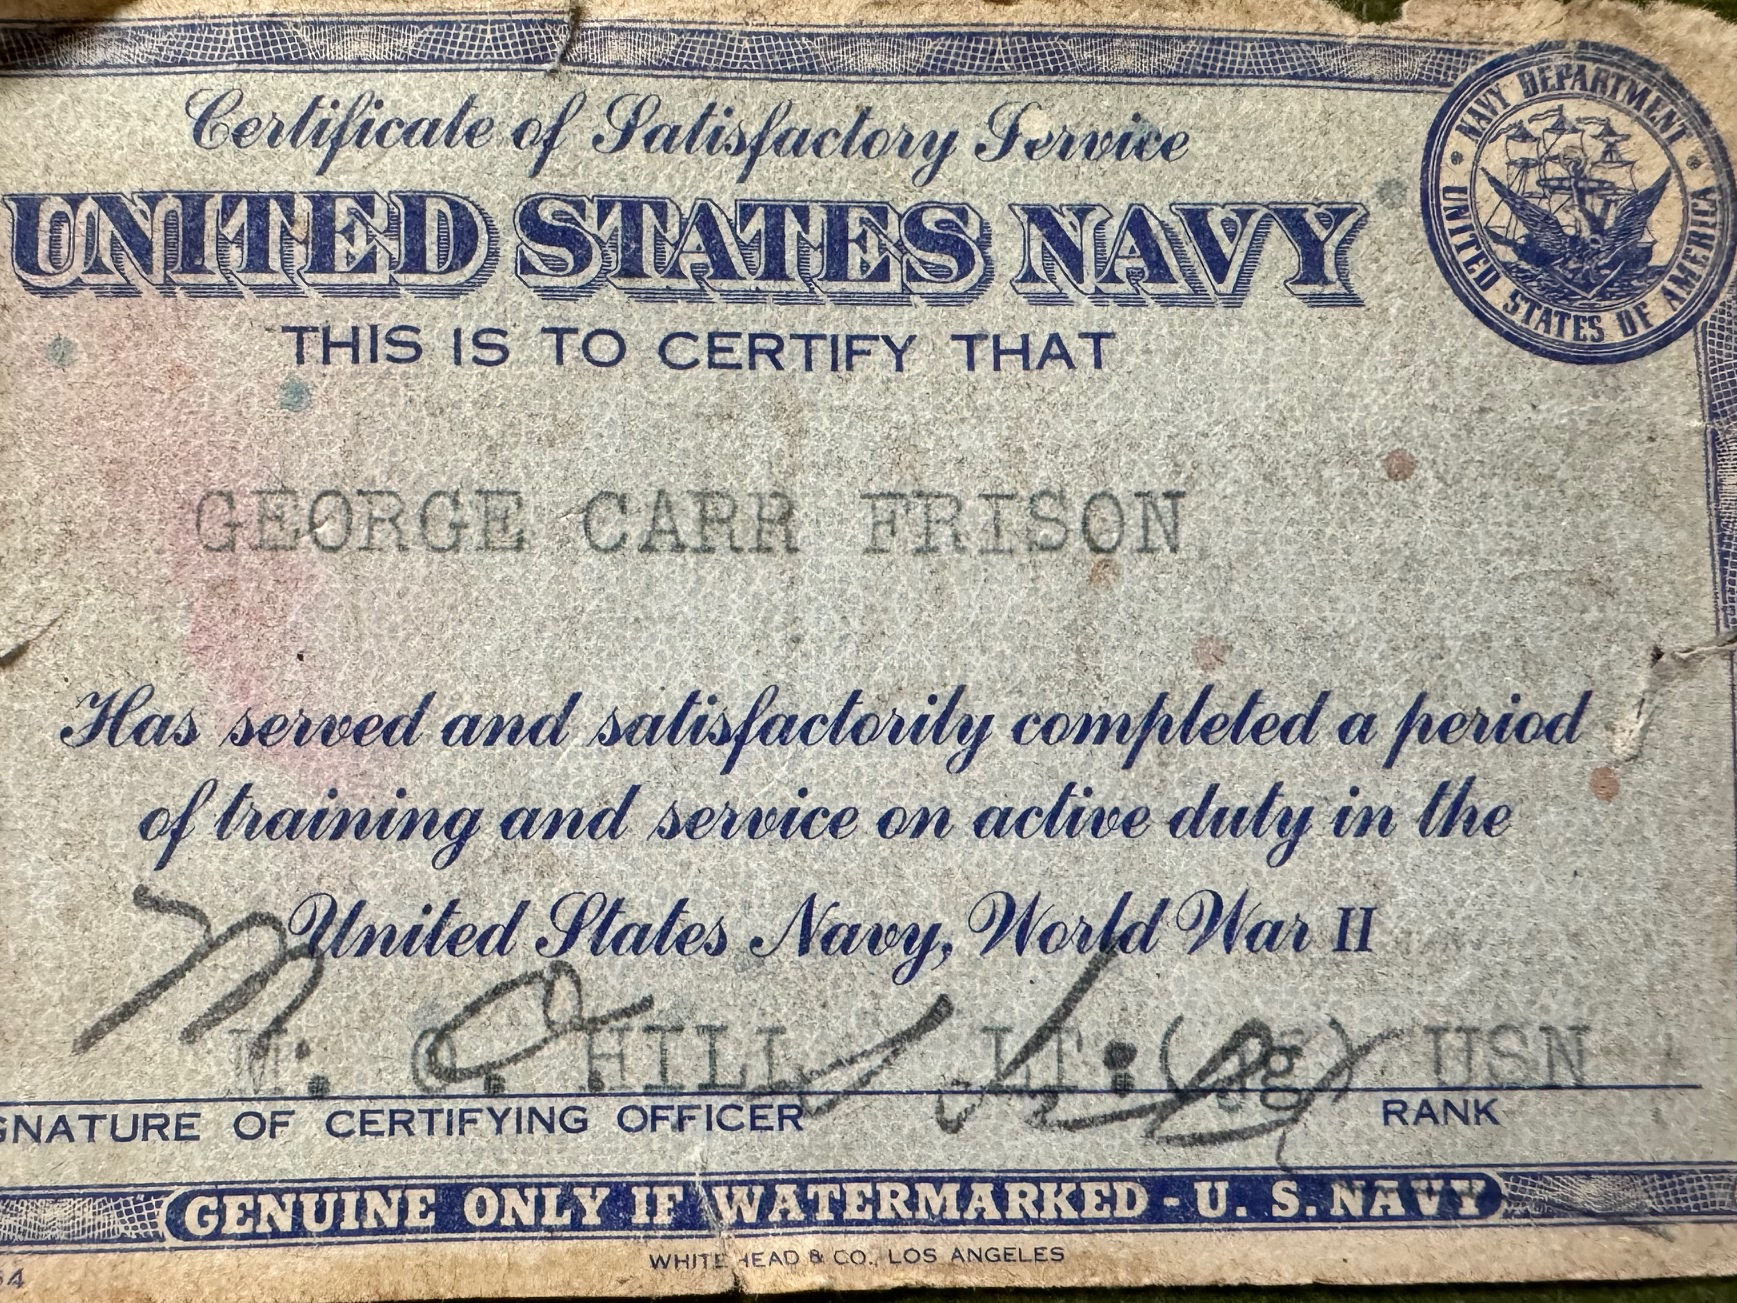 Certificate of Satisfactory Service
UNITED STATES NAVY
NAVY DEPARTMENT
UNITED STATES OF AMERICA
THIS IS TO CERTIFY THAT
GEORGE CARR FRISON
Has served and satisfactorily completed a period
of training and service on active duty in the
United States Navy, World War II
M. O. HILL LT.(jg) USN
GNATURE OF CERTIFYING OFFICER RANK
GENUINE ONLY IF WATERMARKED - U. S. NAVY
WHITEHEAD & CO., LOS ANGELES